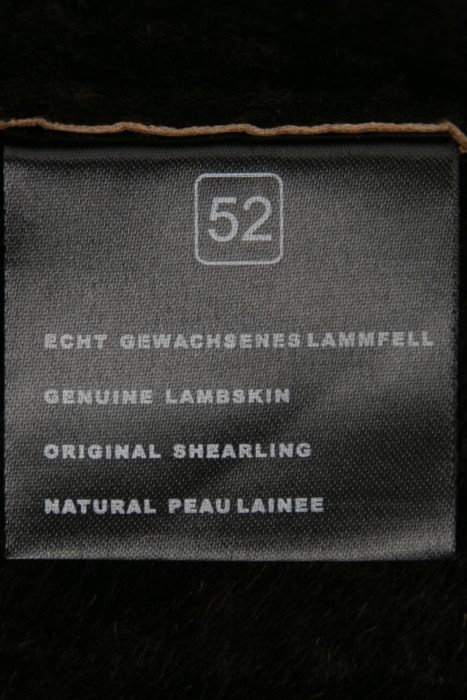 52
ECHT GEWACHSENES LAMMFELL
GENUINE LAMBSKIN
ORIGINAL SHEARLING
NATURAL PEAU LAINEE